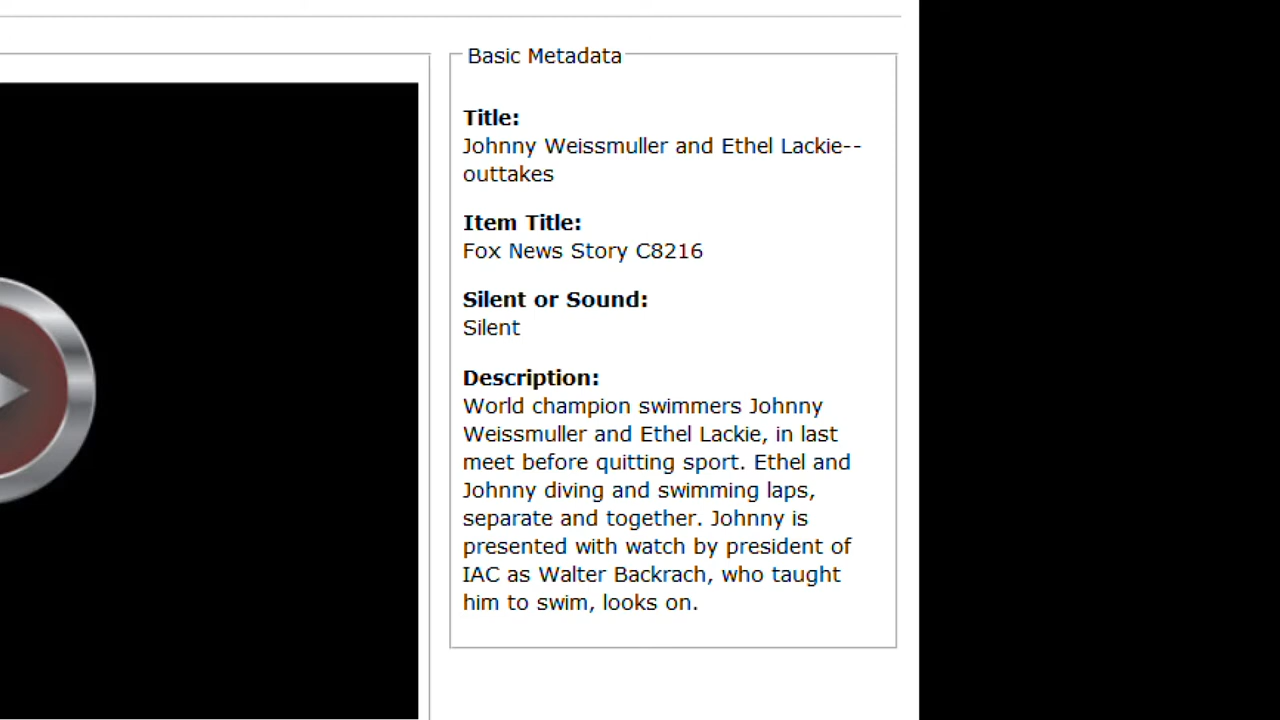 Basic Metadata
Title:
Johnny Weissmuller and Ethel Lackie--
outtakes
Item Title:
Fox News Story C8216
Silent or Sound:
Silent
Description:
World champion swimmers Johnny
Weissmuller and Ethel Lackie, in last
meet before quitting sport. Ethel and
Johnny diving and swimming laps,
separate and together. Johnny is
presented with watch by president of
IAC as Walter Backrach, who taught
him to swim, looks on.